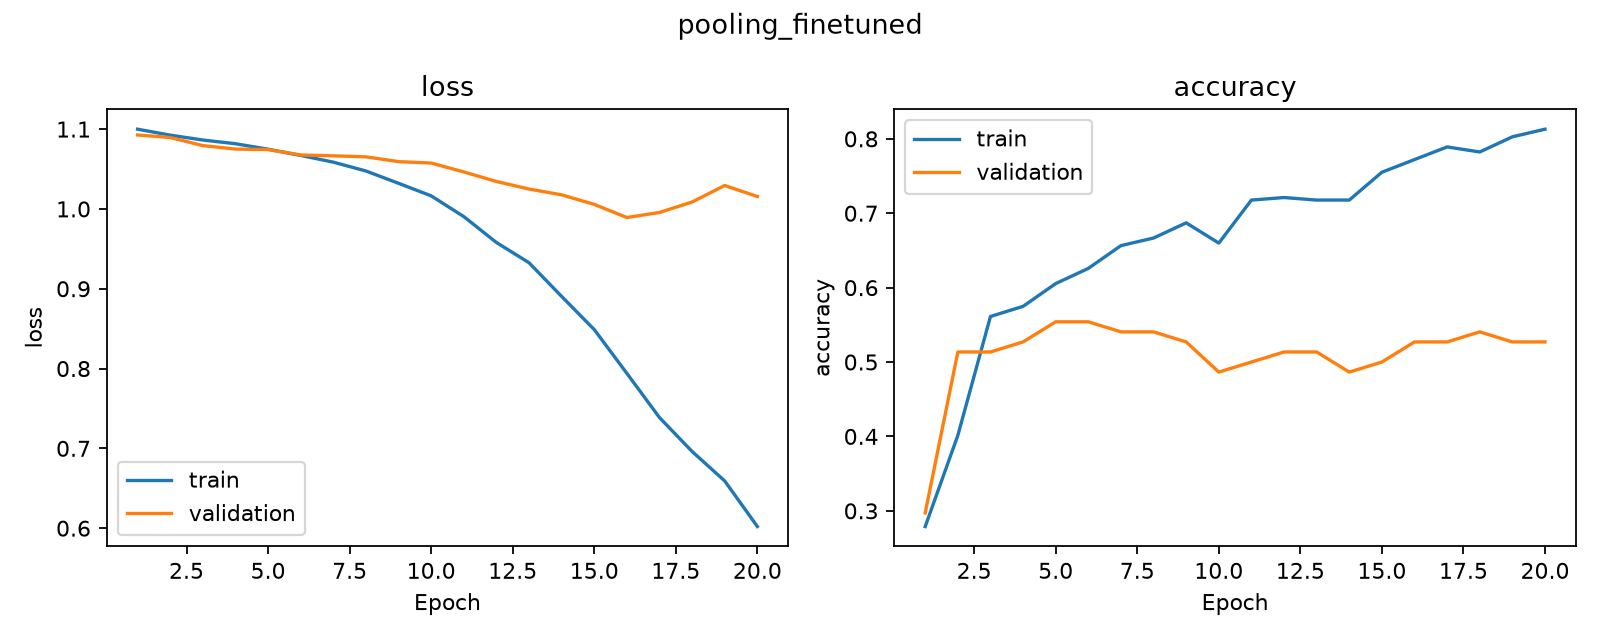 pooling_finetuned
loss
accuracy
1.1
1.0
0.9
0.8
0.7
0.6
loss
train
validation
2.5 5.0 7.5 10.0 12.5 15.0 17.5 20.0
Epoch
0.8
0.7
0.6
0.5
0.4
0.3
accuracy
train
validation
2.5 5.0 7.5 10.0 12.5 15.0 17.5 20.0
Epoch